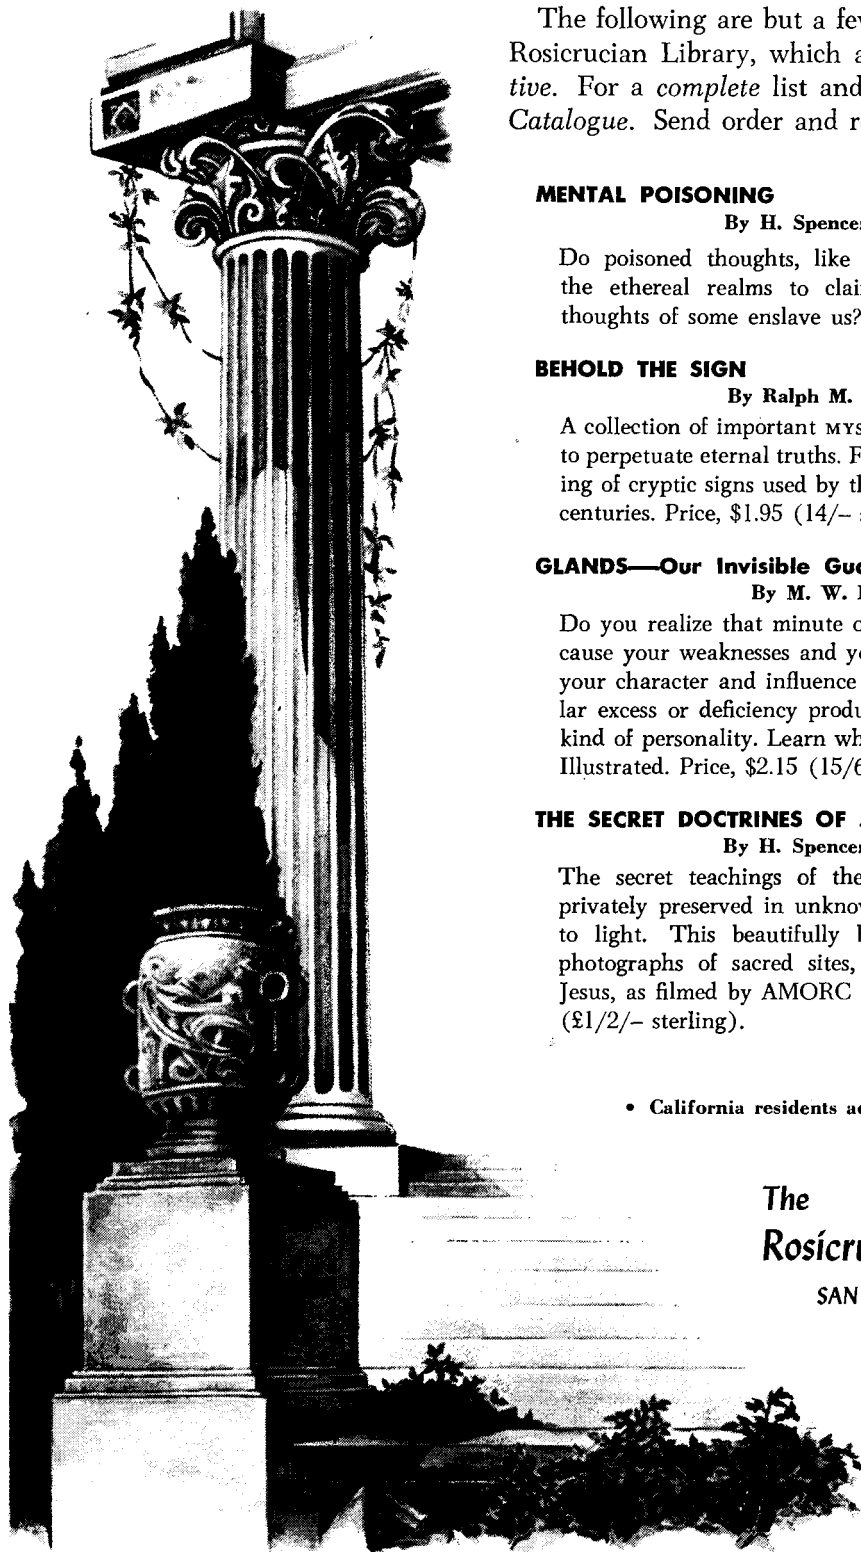 The following are but a few
Rosicrucian Library, which a
tive. For a complete list and
Catalogue. Send order and r
MENTAL POISONING
By H. Spencer
Do poisoned thoughts, like
the ethereal realms to clai
thoughts of some enslave us?
BEHOLD THE SIGN
By Ralph M.
A collection of important MYS
to perpetuate eternal truths. F
ing of cryptic signs used by th
centuries. Price, $1.95 (14/–
GLANDS—Our Invisible Gue
By M. W.
Do you realize that minute o
cause your weaknesses and yo
your character and influence
lar excess or deficiency produ
kind of personality. Learn wh
Illustrated. Price, $2.15 (15/6
THE SECRET DOCTRINES OF
By H. Spencer
The secret teachings of the
privately preserved in unknow
to light. This beautifully
photographs of sacred sites,
Jesus, as filmed by AMORC
(£1/2/– sterling).
• California residents ad
The
Rosicru
SAN